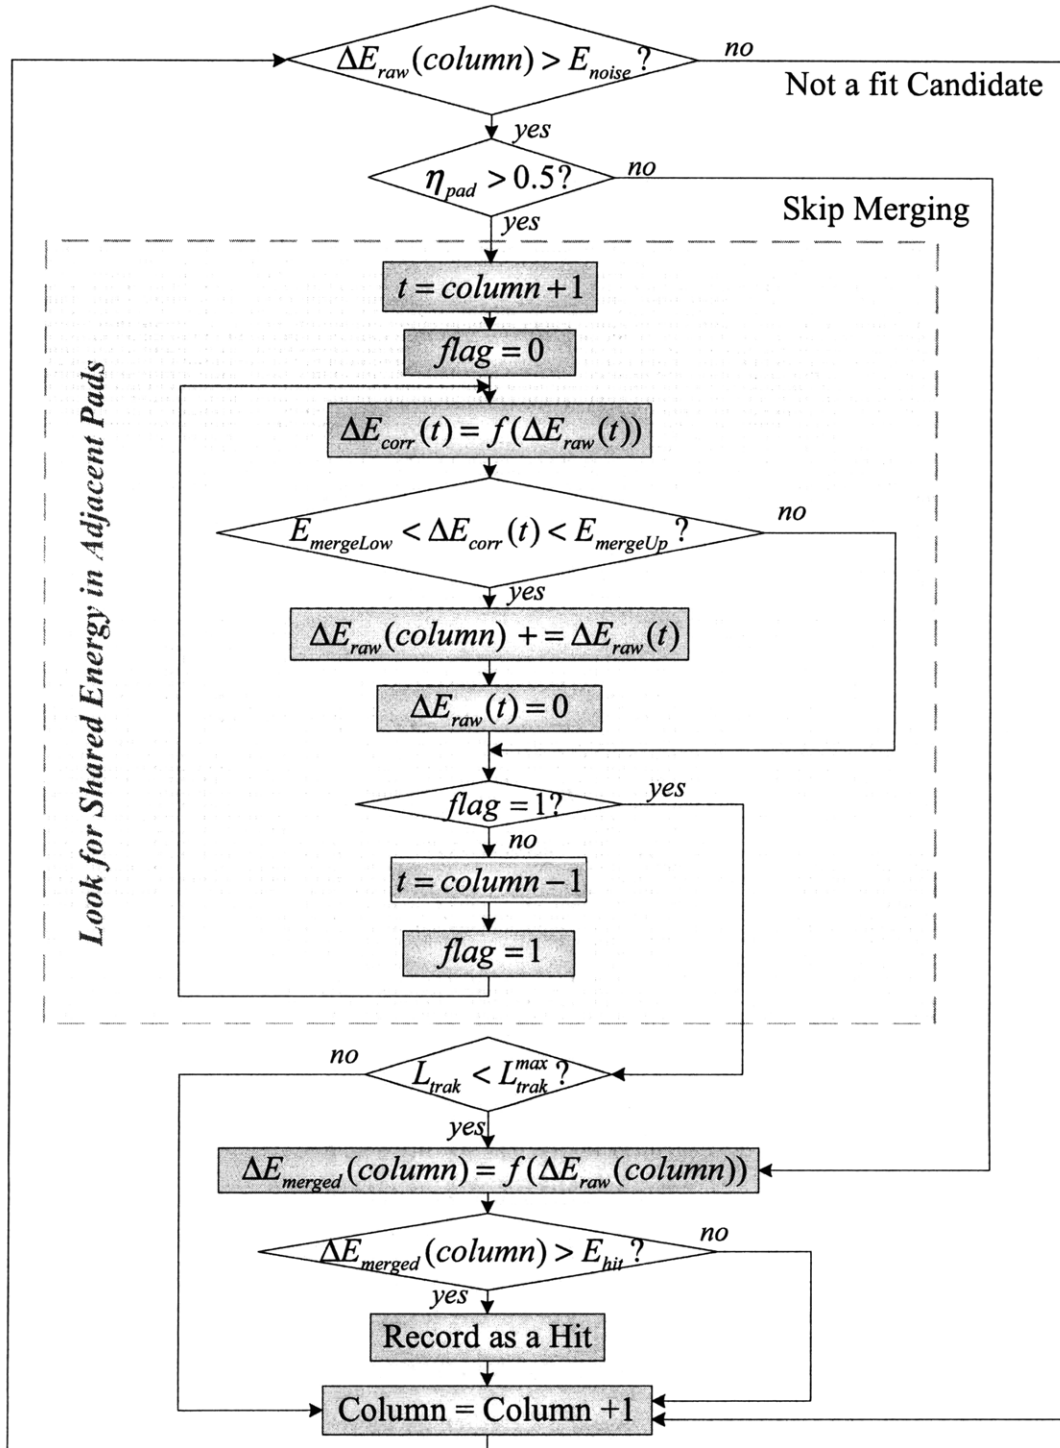 ΔE_raw(column) > E_noise ?
no
Not a fit Candidate
yes
η_pad > 0.5?
no
Skip Merging
yes
t = column + 1
flag = 0
ΔE_corr(t) = f(ΔE_raw(t))
Look for Shared Energy in Adjacent Pads
E_mergeLow < ΔE_corr(t) < E_mergeUp ?
no
yes
ΔE_raw(column) + = ΔE_raw(t)
ΔE_raw(t) = 0
flag = 1?
yes
no
t = column − 1
flag = 1
no
L_trak < L_trak^max ?
yes
ΔE_merged(column) = f(ΔE_raw(column))
ΔE_merged(column) > E_hit ?
no
yes
Record as a Hit
Column = Column +1